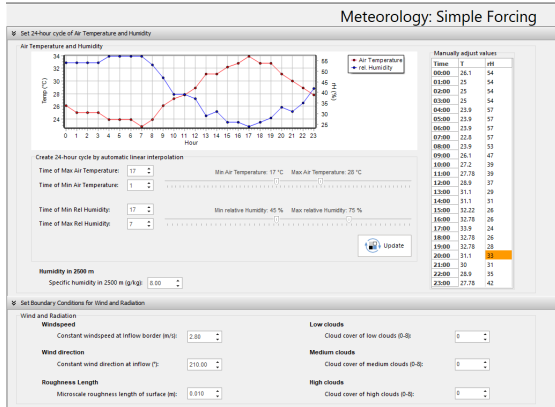 Meteorology: Simple Forcing
Set 24-hour cycle of Air Temperature and Humidity
Air Temperature and Humidity
34
32
30
28
26
24
Temp (°C)
65
60
55
50
45
40
35
30
25
rH (%)
0 1 2 3 4 5 6 7 8 9 10 11 12 13 14 15 16 17 18 19 20 21 22 23
Hour
Air Temperature
rel. Humidity
Create 24-hour cycle by automatic linear interpolation
Time of Max Air Temperature: 17
Min Air Temperature: 17 °C Max Air Temperature: 28 °C
Time of Min Air Temperature: 1
Time of Min Rel Humidity: 17
Min relative Humidity: 45 % Max relative Humidity: 75 %
Time of Max Rel Humidity: 7
Update
Humidity in 2500 m
Specific humidity in 2500 m (g/kg): 8.00
Manually adjust values
Time T rH
00:00 26.1 54
01:00 25 54
02:00 25 54
03:00 25 54
04:00 23.9 57
05:00 23.9 57
06:00 23.9 57
07:00 22.8 57
08:00 23.9 53
09:00 26.1 47
10:00 27.2 39
11:00 27.78 39
12:00 28.9 37
13:00 31.1 29
14:00 31.1 31
15:00 32.22 26
16:00 32.78 26
17:00 33.9 24
18:00 32.78 26
19:00 32.78 28
20:00 31.1 33
21:00 30 31
22:00 28.9 35
23:00 27.78 42
Set Boundary Conditions for Wind and Radiation
Wind and Radiation
Windspeed
Constant windspeed at inflow border (m/s): 2.80
Wind direction
Constant wind direction at inflow (°): 210.00
Roughness Length
Microscale roughness length of surface (m): 0.010
Low clouds
Cloud cover of low clouds (0-8): 0
Medium clouds
Cloud cover of medium clouds (0-8): 0
High clouds
Cloud cover of high clouds (0-8): 0